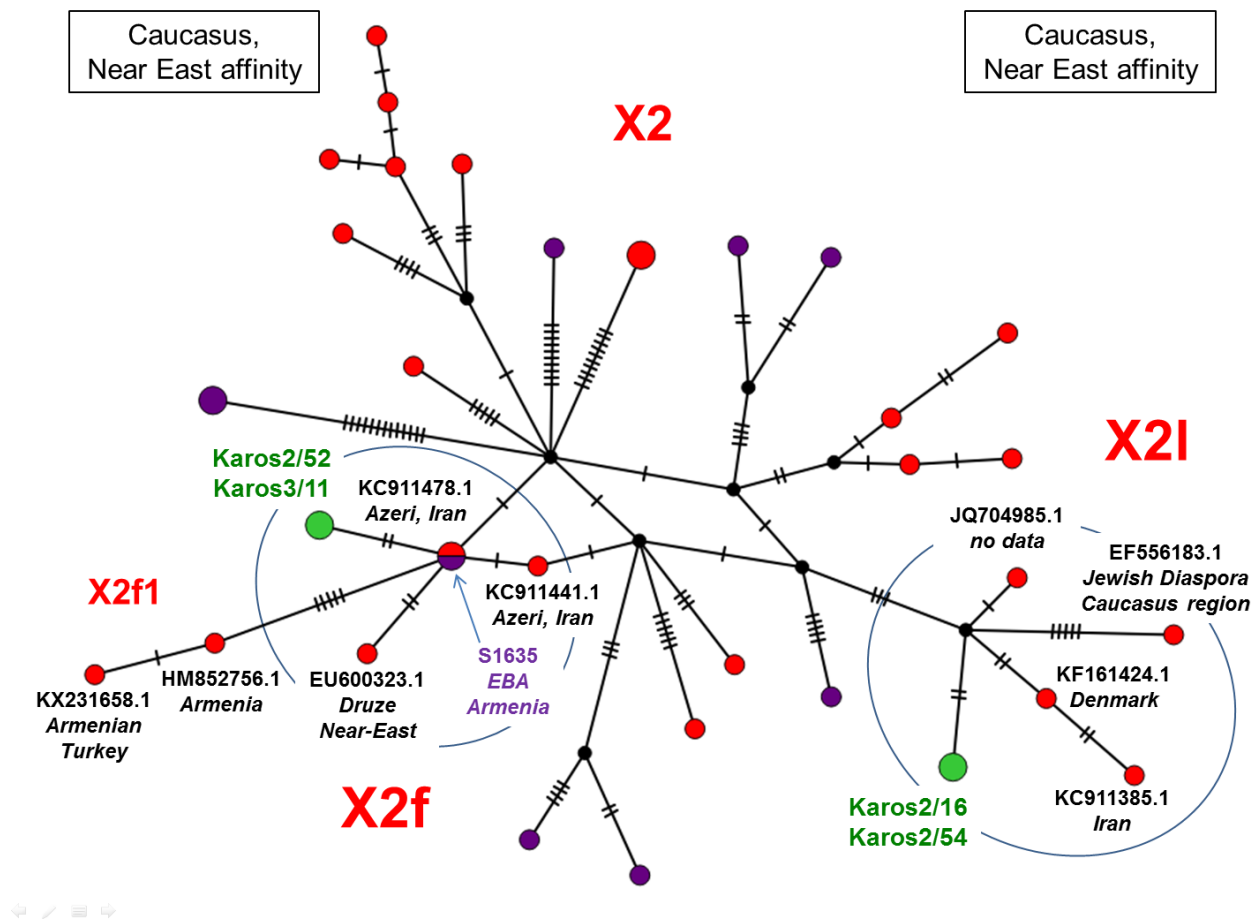 Caucasus,
Near East affinity
Caucasus,
Near East affinity
X2
X2l
Karos2/52
Karos3/11
KC911478.1
Azeri, Iran
JQ704985.1
no data
EF556183.1
Jewish Diaspora
Caucasus region
X2f1
KC911441.1
Azeri, Iran
S1635
EBA
Armenia
KX231658.1
Armenian
Turkey
HM852756.1
Armenia
EU600323.1
Druze
Near-East
KF161424.1
Denmark
X2f
KC911385.1
Iran
Karos2/16
Karos2/54